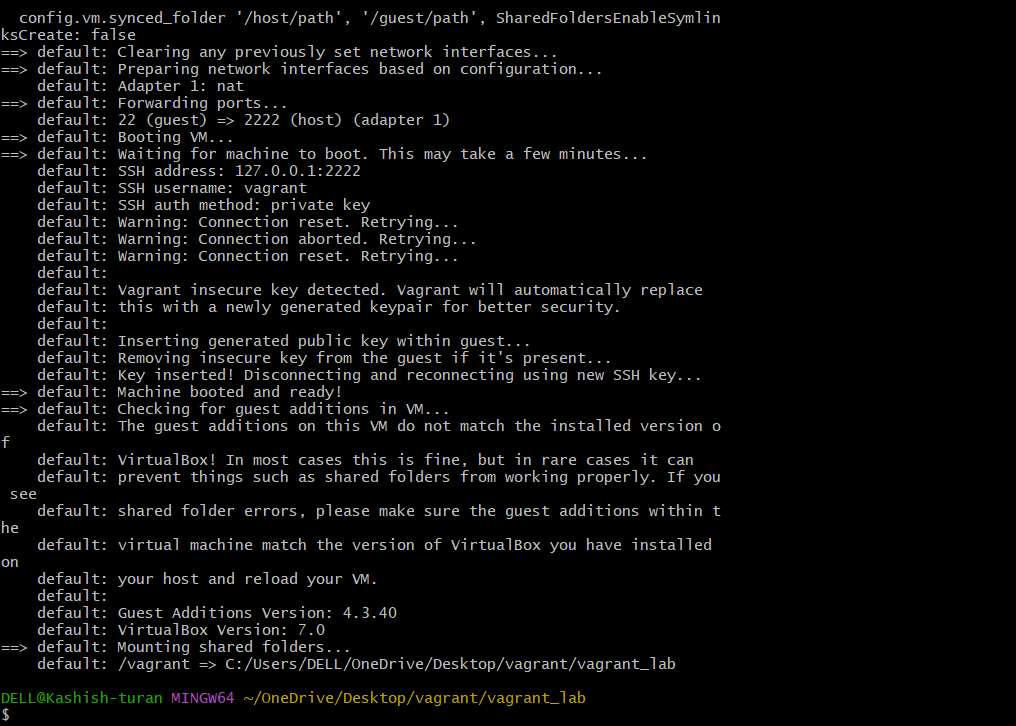 config.vm.synced_folder '/host/path', '/guest/path', SharedFoldersEnableSymlin
ksCreate: false
==> default: Clearing any previously set network interfaces...
==> default: Preparing network interfaces based on configuration...
    default: Adapter 1: nat
==> default: Forwarding ports...
    default: 22 (guest) => 2222 (host) (adapter 1)
==> default: Booting VM...
==> default: Waiting for machine to boot. This may take a few minutes...
    default: SSH address: 127.0.0.1:2222
    default: SSH username: vagrant
    default: SSH auth method: private key
    default: Warning: Connection reset. Retrying...
    default: Warning: Connection aborted. Retrying...
    default: Warning: Connection reset. Retrying...
    default:
    default: Vagrant insecure key detected. Vagrant will automatically replace
    default: this with a newly generated keypair for better security.
    default:
    default: Inserting generated public key within guest...
    default: Removing insecure key from the guest if it's present...
    default: Key inserted! Disconnecting and reconnecting using new SSH key...
==> default: Machine booted and ready!
==> default: Checking for guest additions in VM...
    default: The guest additions on this VM do not match the installed version o
f
    default: VirtualBox! In most cases this is fine, but in rare cases it can
    default: prevent things such as shared folders from working properly. If you
 see
    default: shared folder errors, please make sure the guest additions within t
he
    default: virtual machine match the version of VirtualBox you have installed
on
    default: your host and reload your VM.
    default:
    default: Guest Additions Version: 4.3.40
    default: VirtualBox Version: 7.0
==> default: Mounting shared folders...
    default: /vagrant => C:/Users/DELL/OneDrive/Desktop/vagrant/vagrant_lab
DELL@Kashish-turan MINGW64 ~/OneDrive/Desktop/vagrant/vagrant_lab
$